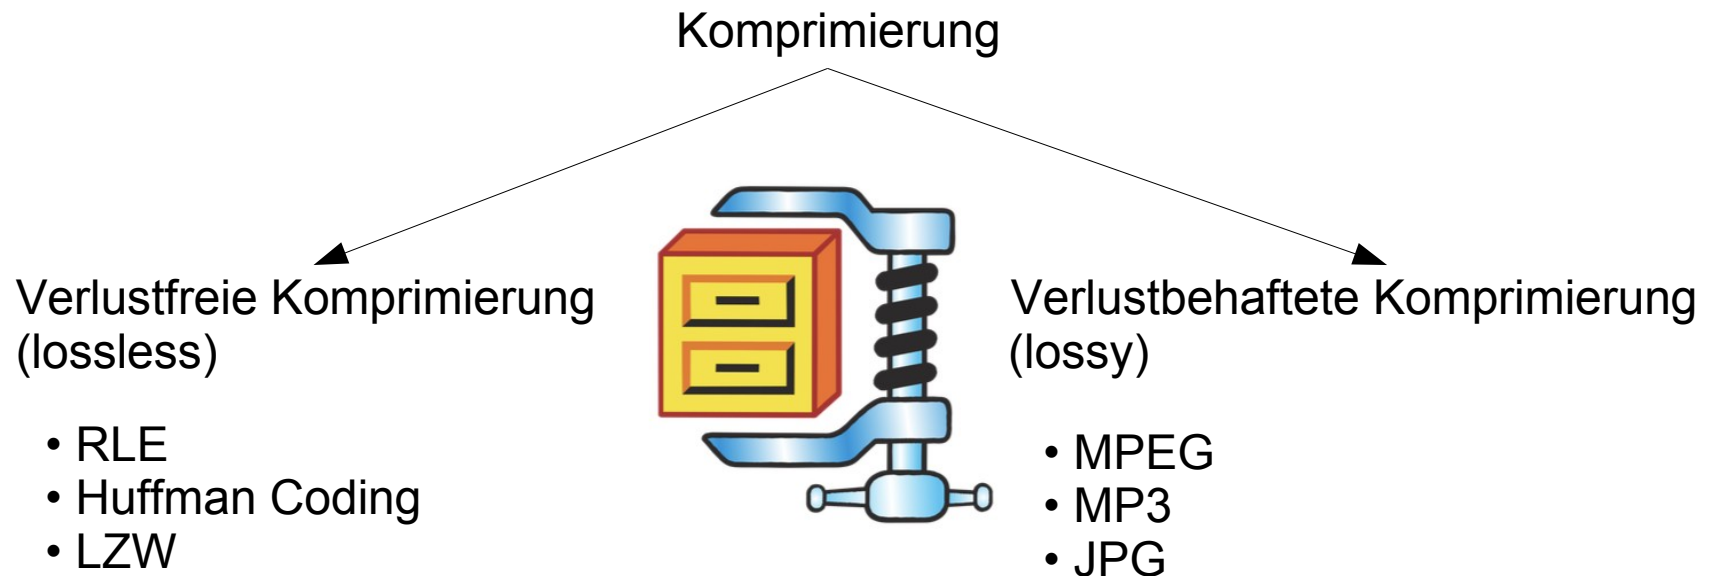 Komprimierung
Verlustfreie Komprimierung
(lossless)
• RLE
• Huffman Coding
• LZW
Verlustbehaftete Komprimierung
(lossy)
• MPEG
• MP3
• JPG